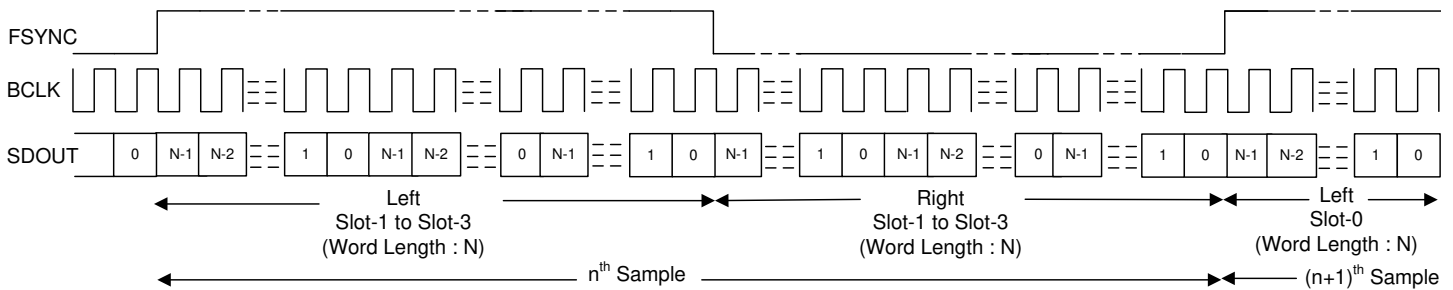 FSYNC
BCLK
SDOUT 0 N-1 N-2 1 0 N-1 N-2 0 N-1 1 0 N-1 1 0 N-1 N-2 0 N-1 1 0 N-1 N-2 1 0
Left
Slot-1 to Slot-3
(Word Length : N)
Right
Slot-1 to Slot-3
(Word Length : N)
Left
Slot-0
(Word Length : N)
nth Sample
(n+1)th Sample